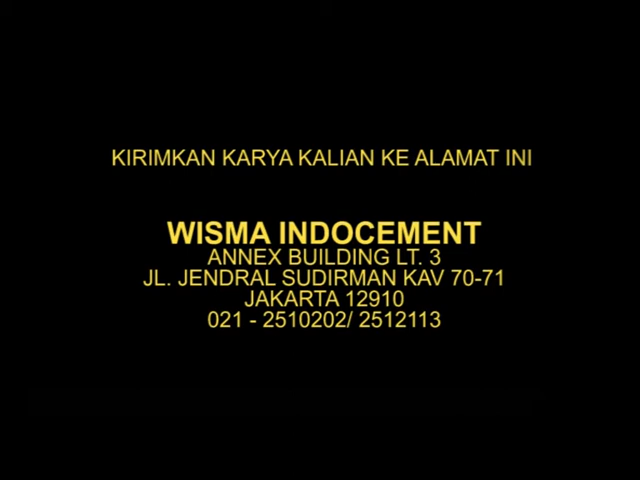 KIRIMKAN KARYA KALIAN KE ALAMAT INI
WISMA INDOCEMENT
ANNEX BUILDING LT. 3
JL. JENDRAL SUDIRMAN KAV 70-71
JAKARTA 12910
021 - 2510202/ 2512113